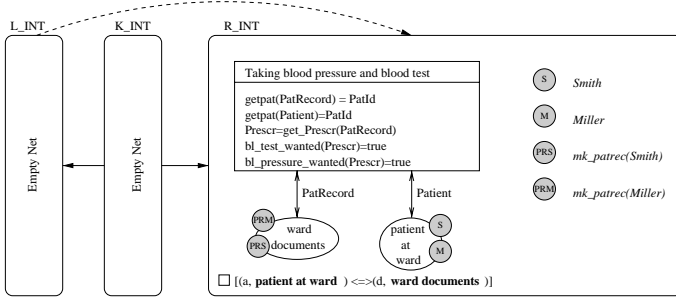 L_INT
K_INT
R_INT
Empty Net
Empty Net
Taking blood pressure and blood test
getpat(PatRecord) = PatId
getpat(Patient)=PatId
Prescr=get_Prescr(PatRecord)
bl_test_wanted(Prescr)=true
bl_pressure_wanted(Prescr)=true
S Smith
M Miller
PRS mk_patrec(Smith)
PRM mk_patrec(Miller)
PatRecord
Patient
PRM
PRS
ward
documents
patient
at
ward
S
M
□ [(a, patient at ward ) <=>(d, ward documents )]